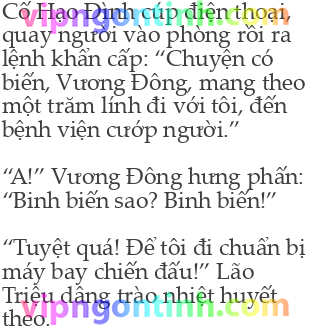 Cố Hạo Đình cúp điện thoại,
vipngontinh.com
quay người vào phòng rồi ra
lệnh khẩn cấp: “Chuyện có
biến, Vương Đông, mang theo
một trăm lính đi với tôi, đến
bệnh viện cướp người.”
vipngontinh.com
“A!” Vương Đông hưng phấn:
“Binh biến sao? Binh biến!”
“Tuyệt quá! Để tôi đi chuẩn bị
máy bay chiến đấu!” Lão
Triệu dâng trào nhiệt huyết
vipngontinh.com
theo.